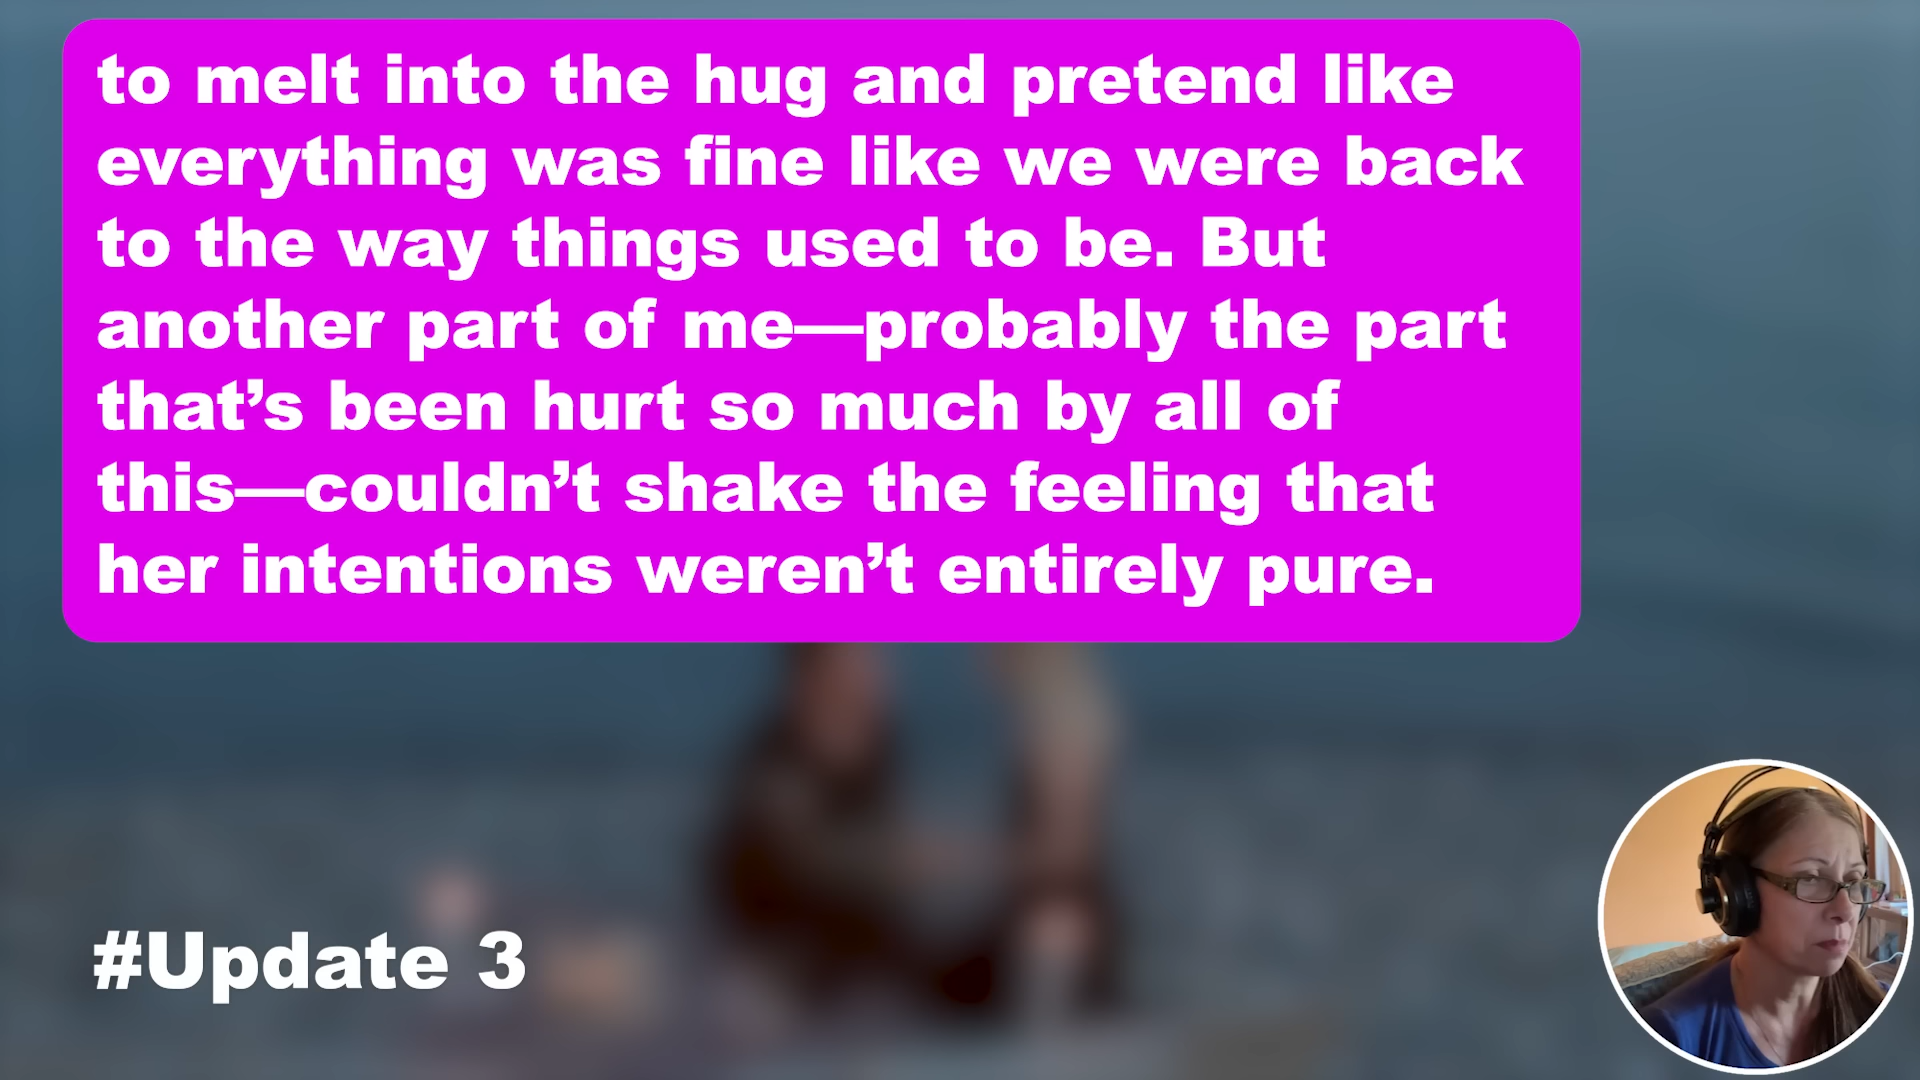 to melt into the hug and pretend like
everything was fine like we were back
to the way things used to be. But
another part of me—probably the part
that’s been hurt so much by all of
this—couldn’t shake the feeling that
her intentions weren’t entirely pure.
#Update 3